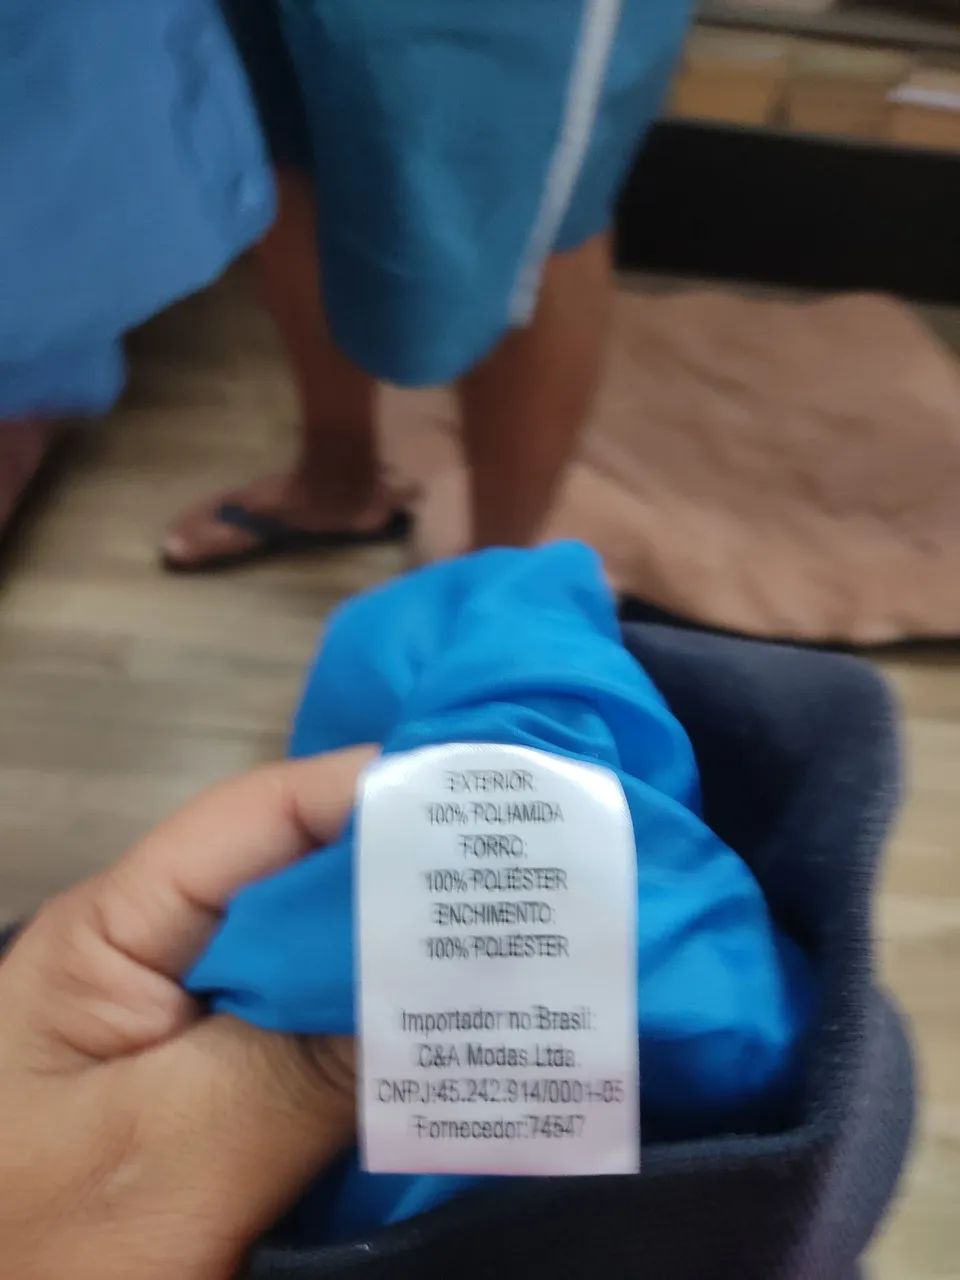 EXTERIOR:
100% POLIAMIDA
FORRO:
100% POLIÉSTER
ENCHIMENTO:
100% POLIÉSTER
Importador no Brasil:
C&A Modas Ltda.
CNPJ:45.242.914/0001-05
Fornecedor:74547